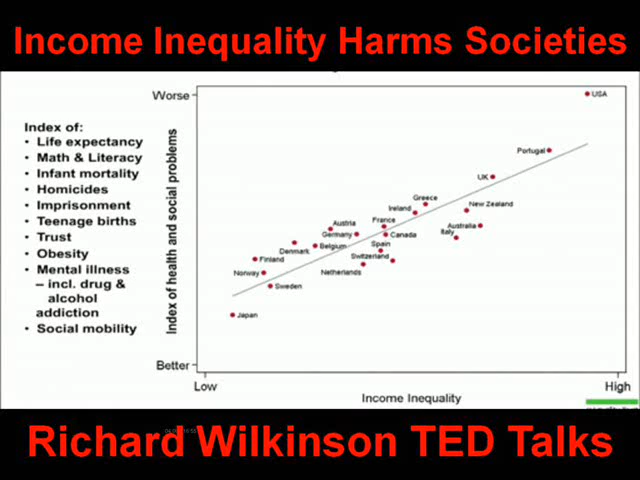 Income Inequality Harms Societies
Index of:
• Life expectancy
• Math & Literacy
• Infant mortality
• Homicides
• Imprisonment
• Teenage births
• Trust
• Obesity
• Mental illness
– incl. drug &
alcohol
addiction
• Social mobility
Index of health and social problems
Worse
Better
USA
Portugal
UK
Greece
New Zealand
Ireland
France
Australia
Austria
Germany
Canada
Italy
Denmark
Belgium
Spain
Switzerland
Finland
Netherlands
Norway
Sweden
Japan
Low
High
Income Inequality
Richard Wilkinson TED Talks